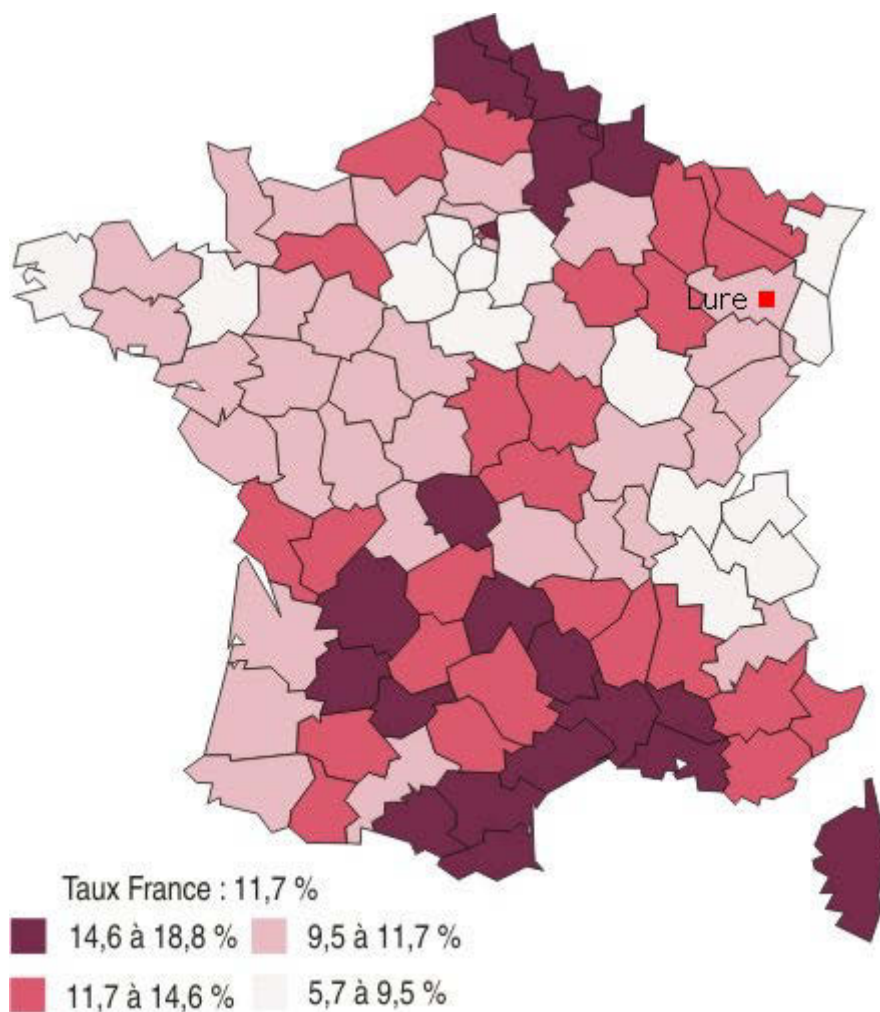 Lure
Taux France : 11,7 %
14,6 à 18,8 %
9,5 à 11,7 %
11,7 à 14,6 %
5,7 à 9,5 %